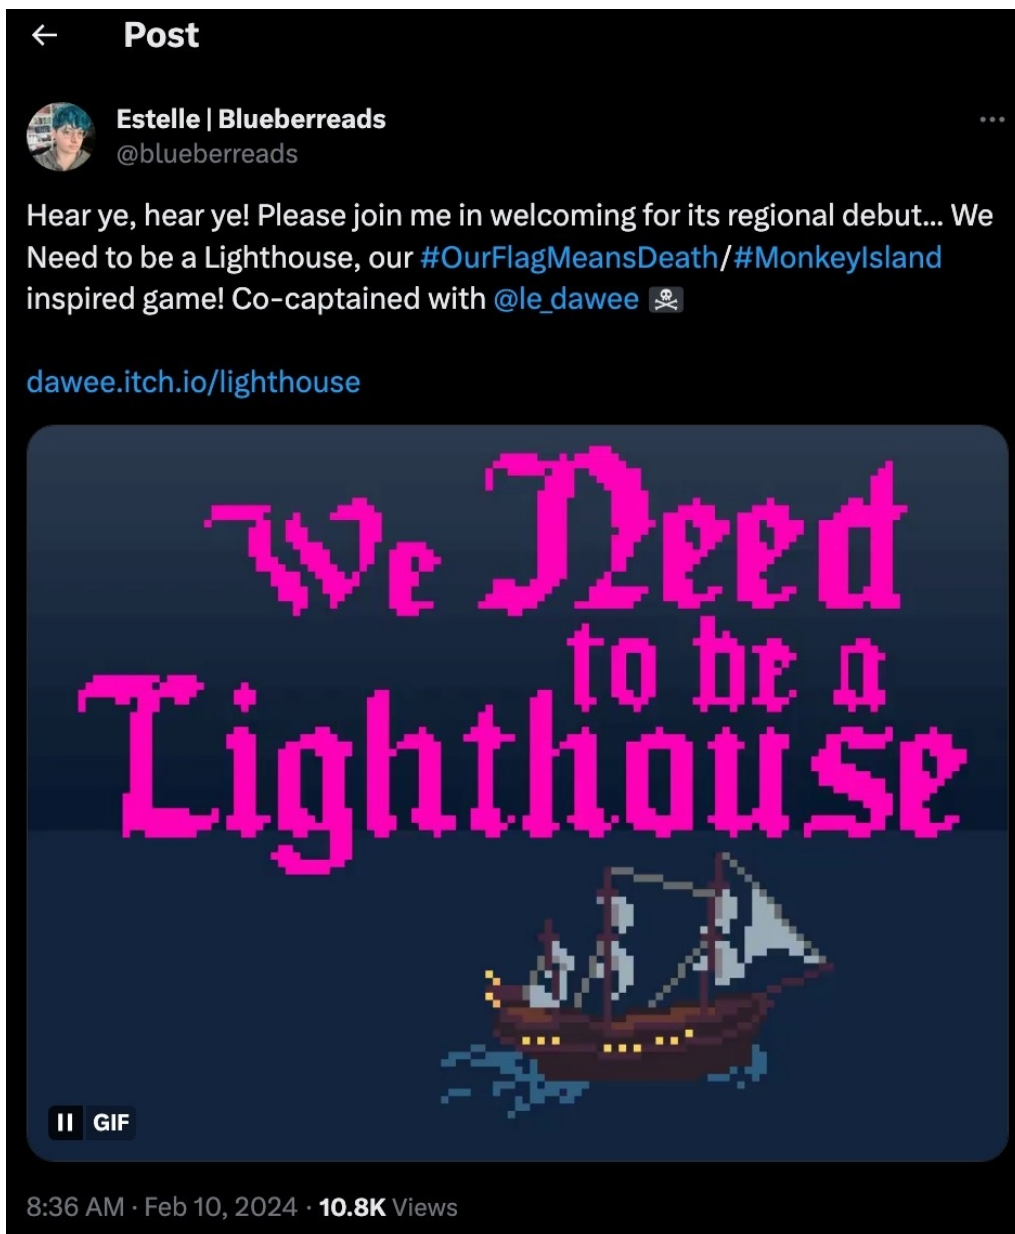 Post
Estelle | Blueberreads
@blueberreads
Hear ye, hear ye! Please join me in welcoming for its regional debut... We
Need to be a Lighthouse, our #OurFlagMeansDeath/#MonkeyIsland
inspired game! Co-captained with @le_dawee ☠
dawee.itch.io/lighthouse
We Need
to be a
Lighthouse
GIF
8:36 AM · Feb 10, 2024 · 10.8K Views